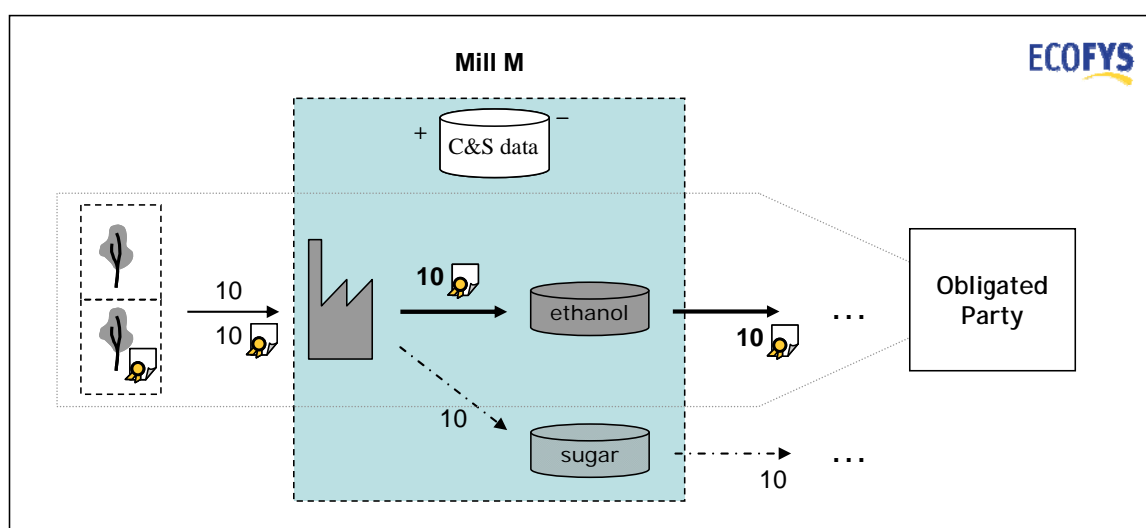 ECOFYS
Mill M
+
−
C&S data
10
10
10
ethanol
10
...
Obligated
Party
10
sugar
10
...